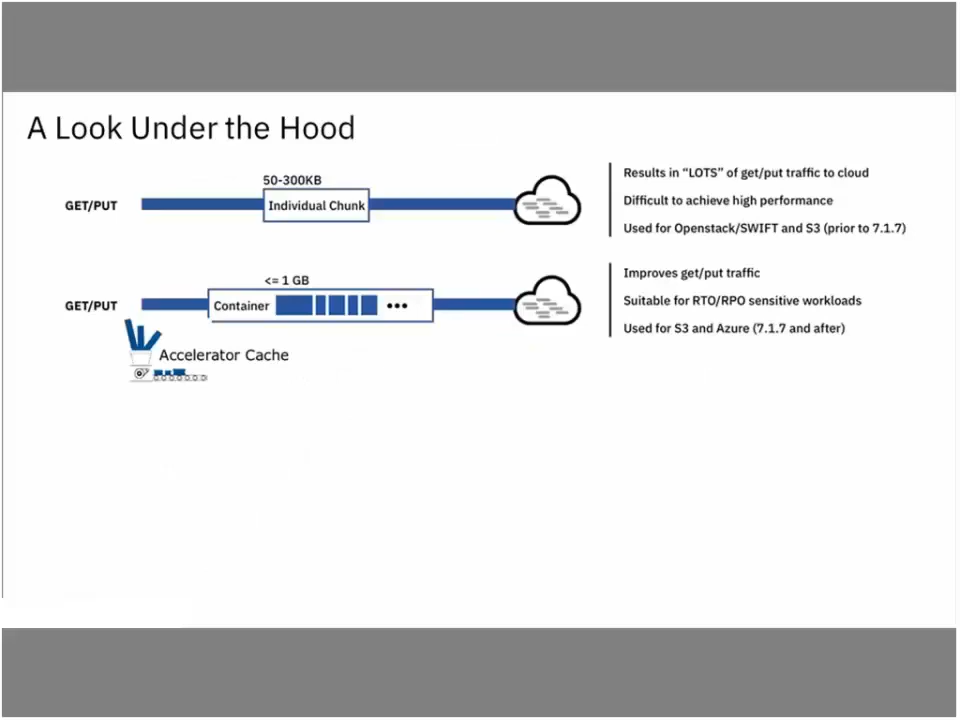 A Look Under the Hood
50-300KB
GET/PUT
Individual Chunk
Results in “LOTS” of get/put traffic to cloud
Difficult to achieve high performance
Used for Openstack/SWIFT and S3 (prior to 7.1.7)
<= 1 GB
GET/PUT
Container
Improves get/put traffic
Suitable for RTO/RPO sensitive workloads
Used for S3 and Azure (7.1.7 and after)
Accelerator Cache